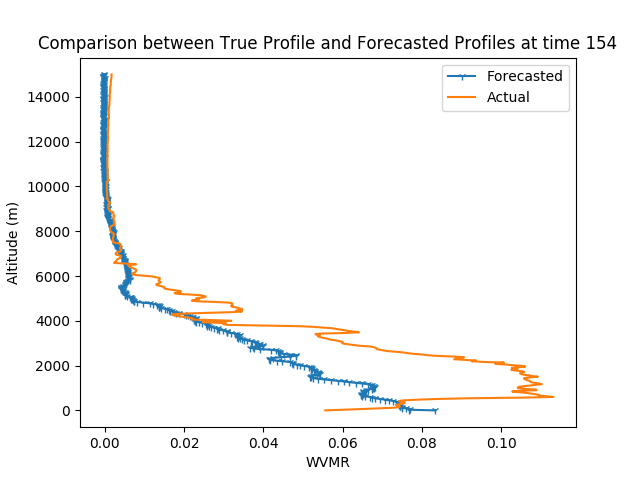 Comparison between True Profile and Forecasted Profiles at time 154
Forecasted
Actual
14000
12000
10000
8000
6000
4000
2000
0
Altitude (m)
0.00 0.02 0.04 0.06 0.08 0.10
WVMR